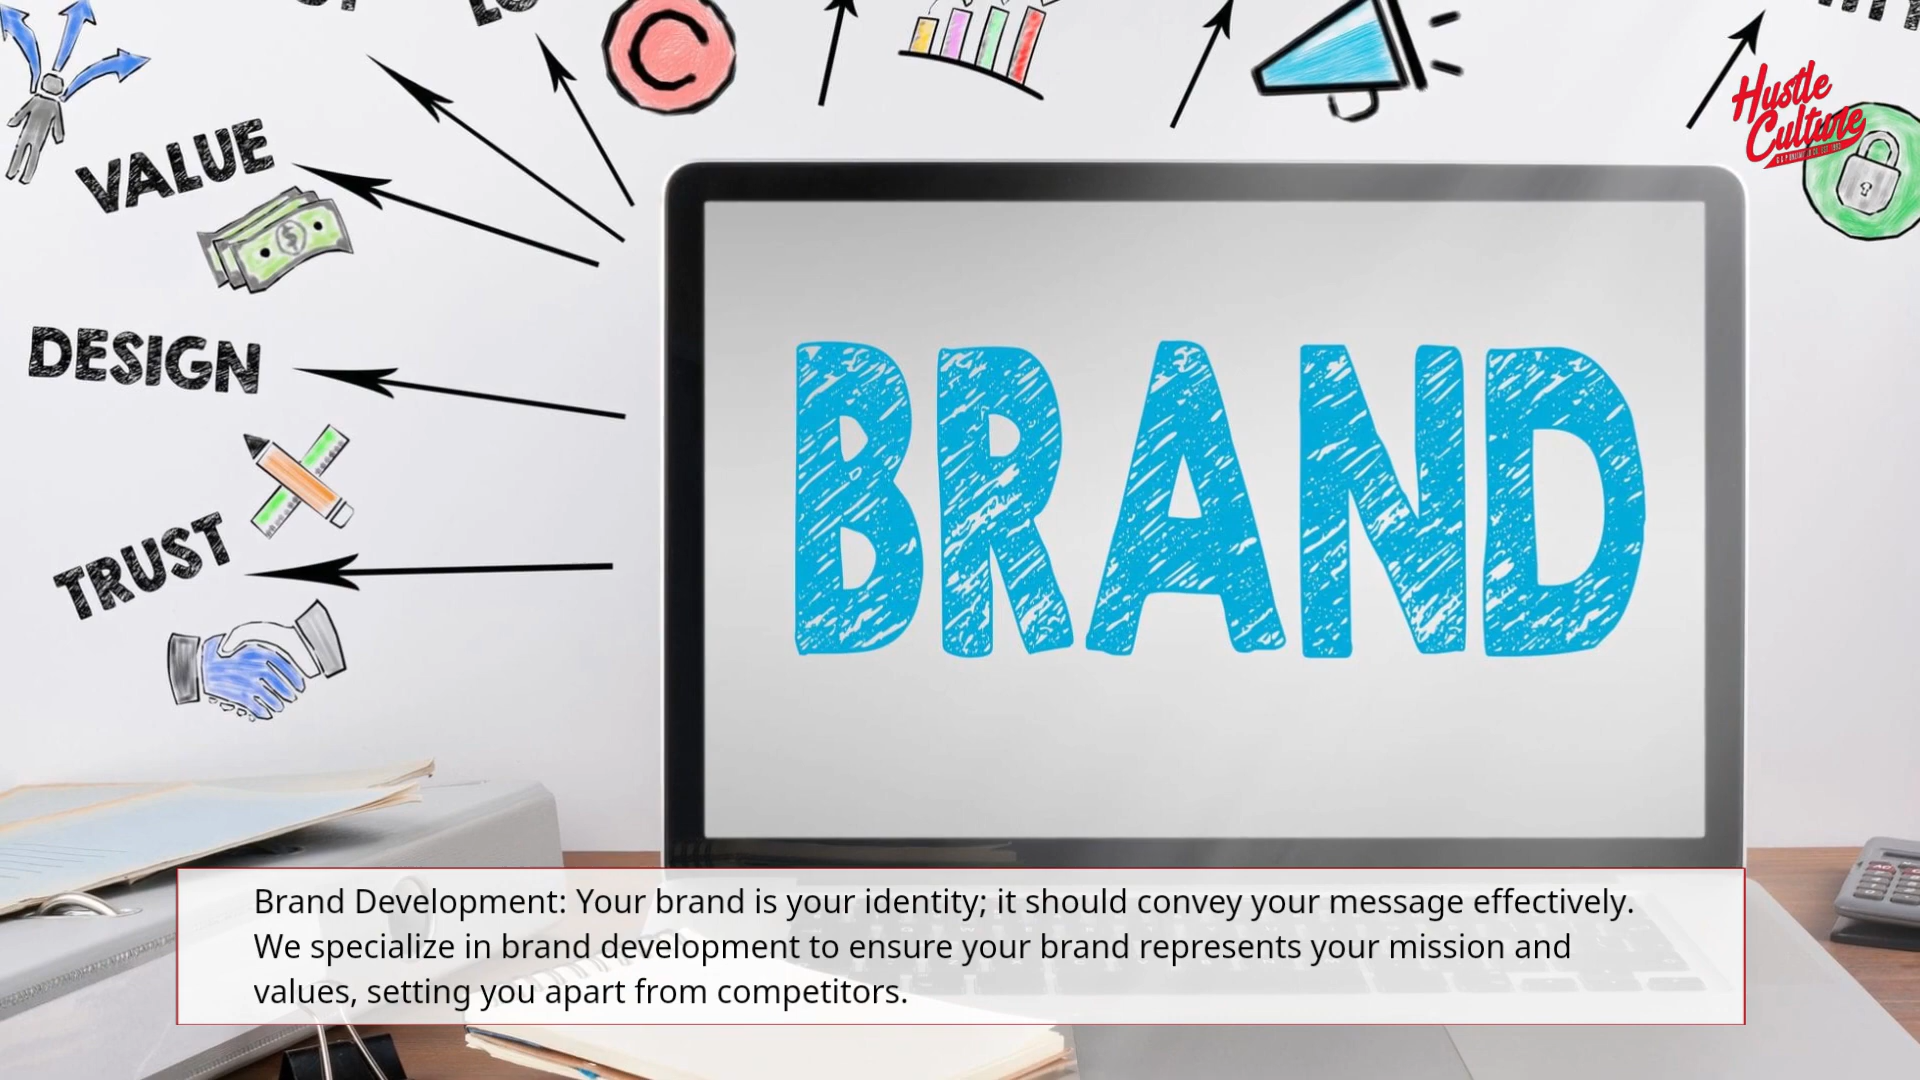 Hustle
Culture
VALUE
DESIGN
TRUST
BRAND
Brand Development: Your brand is your identity; it should convey your message effectively.
We specialize in brand development to ensure your brand represents your mission and
values, setting you apart from competitors.